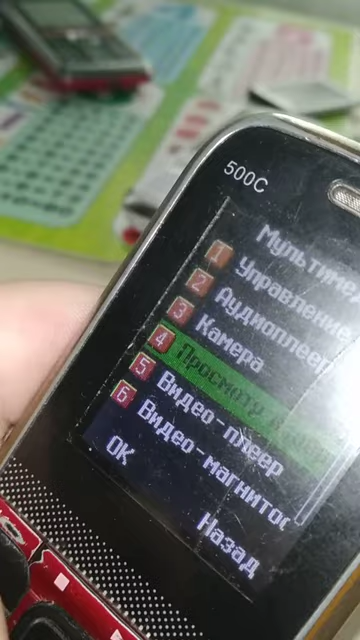 500C
Мультиме
1 Управление
2 Аудиоплеер
3 Камера
4 Просмотр
5 Видео-плеер
6 Видео-магнитос
OK
Назад